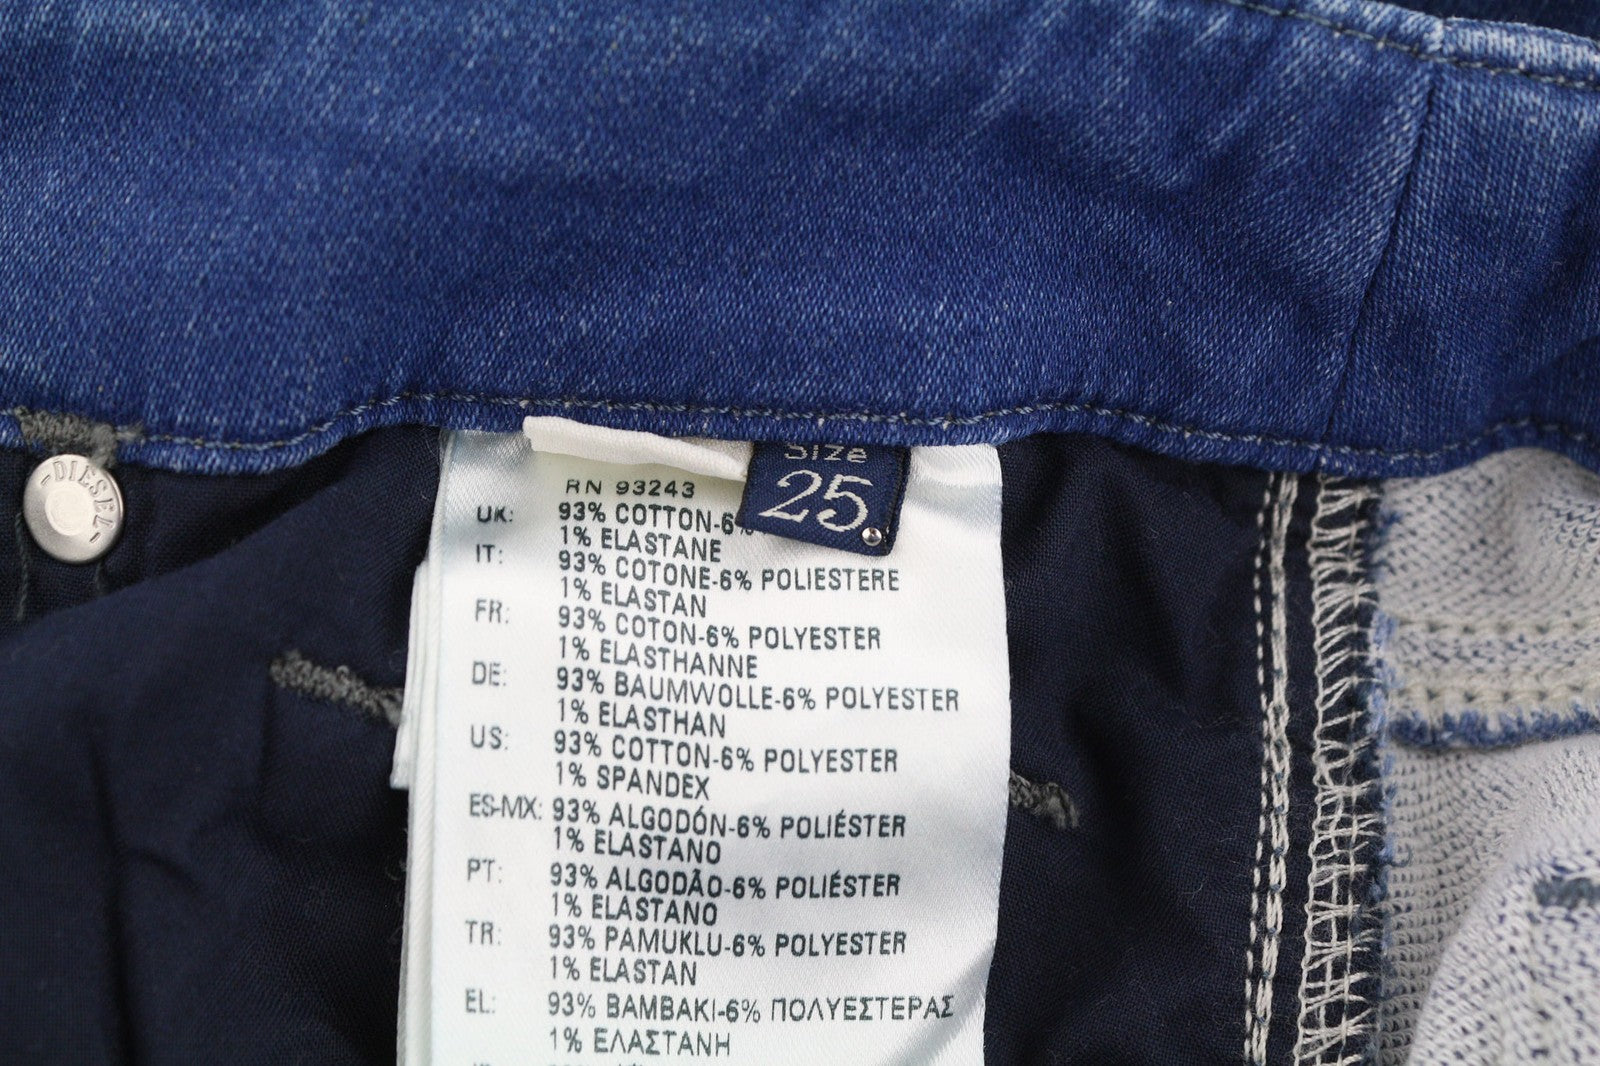 DIESEL
Size
25
RN 93243
UK: 93% COTTON-6%
1% ELASTANE
IT: 93% COTONE-6% POLIESTERE
1% ELASTAN
FR: 93% COTON-6% POLYESTER
1% ELASTHANNE
DE: 93% BAUMWOLLE-6% POLYESTER
1% ELASTHAN
US: 93% COTTON-6% POLYESTER
1% SPANDEX
ES-MX: 93% ALGODÓN-6% POLIÉSTER
1% ELASTANO
PT: 93% ALGODÃO-6% POLIÉSTER
1% ELASTANO
TR: 93% PAMUKLU-6% POLYESTER
1% ELASTAN
EL: 93% BAMBAKI-6% ΠΟΛΥΕΣΤΕΡΑΣ
1% ΕΛΑΣΤΑΝΗ